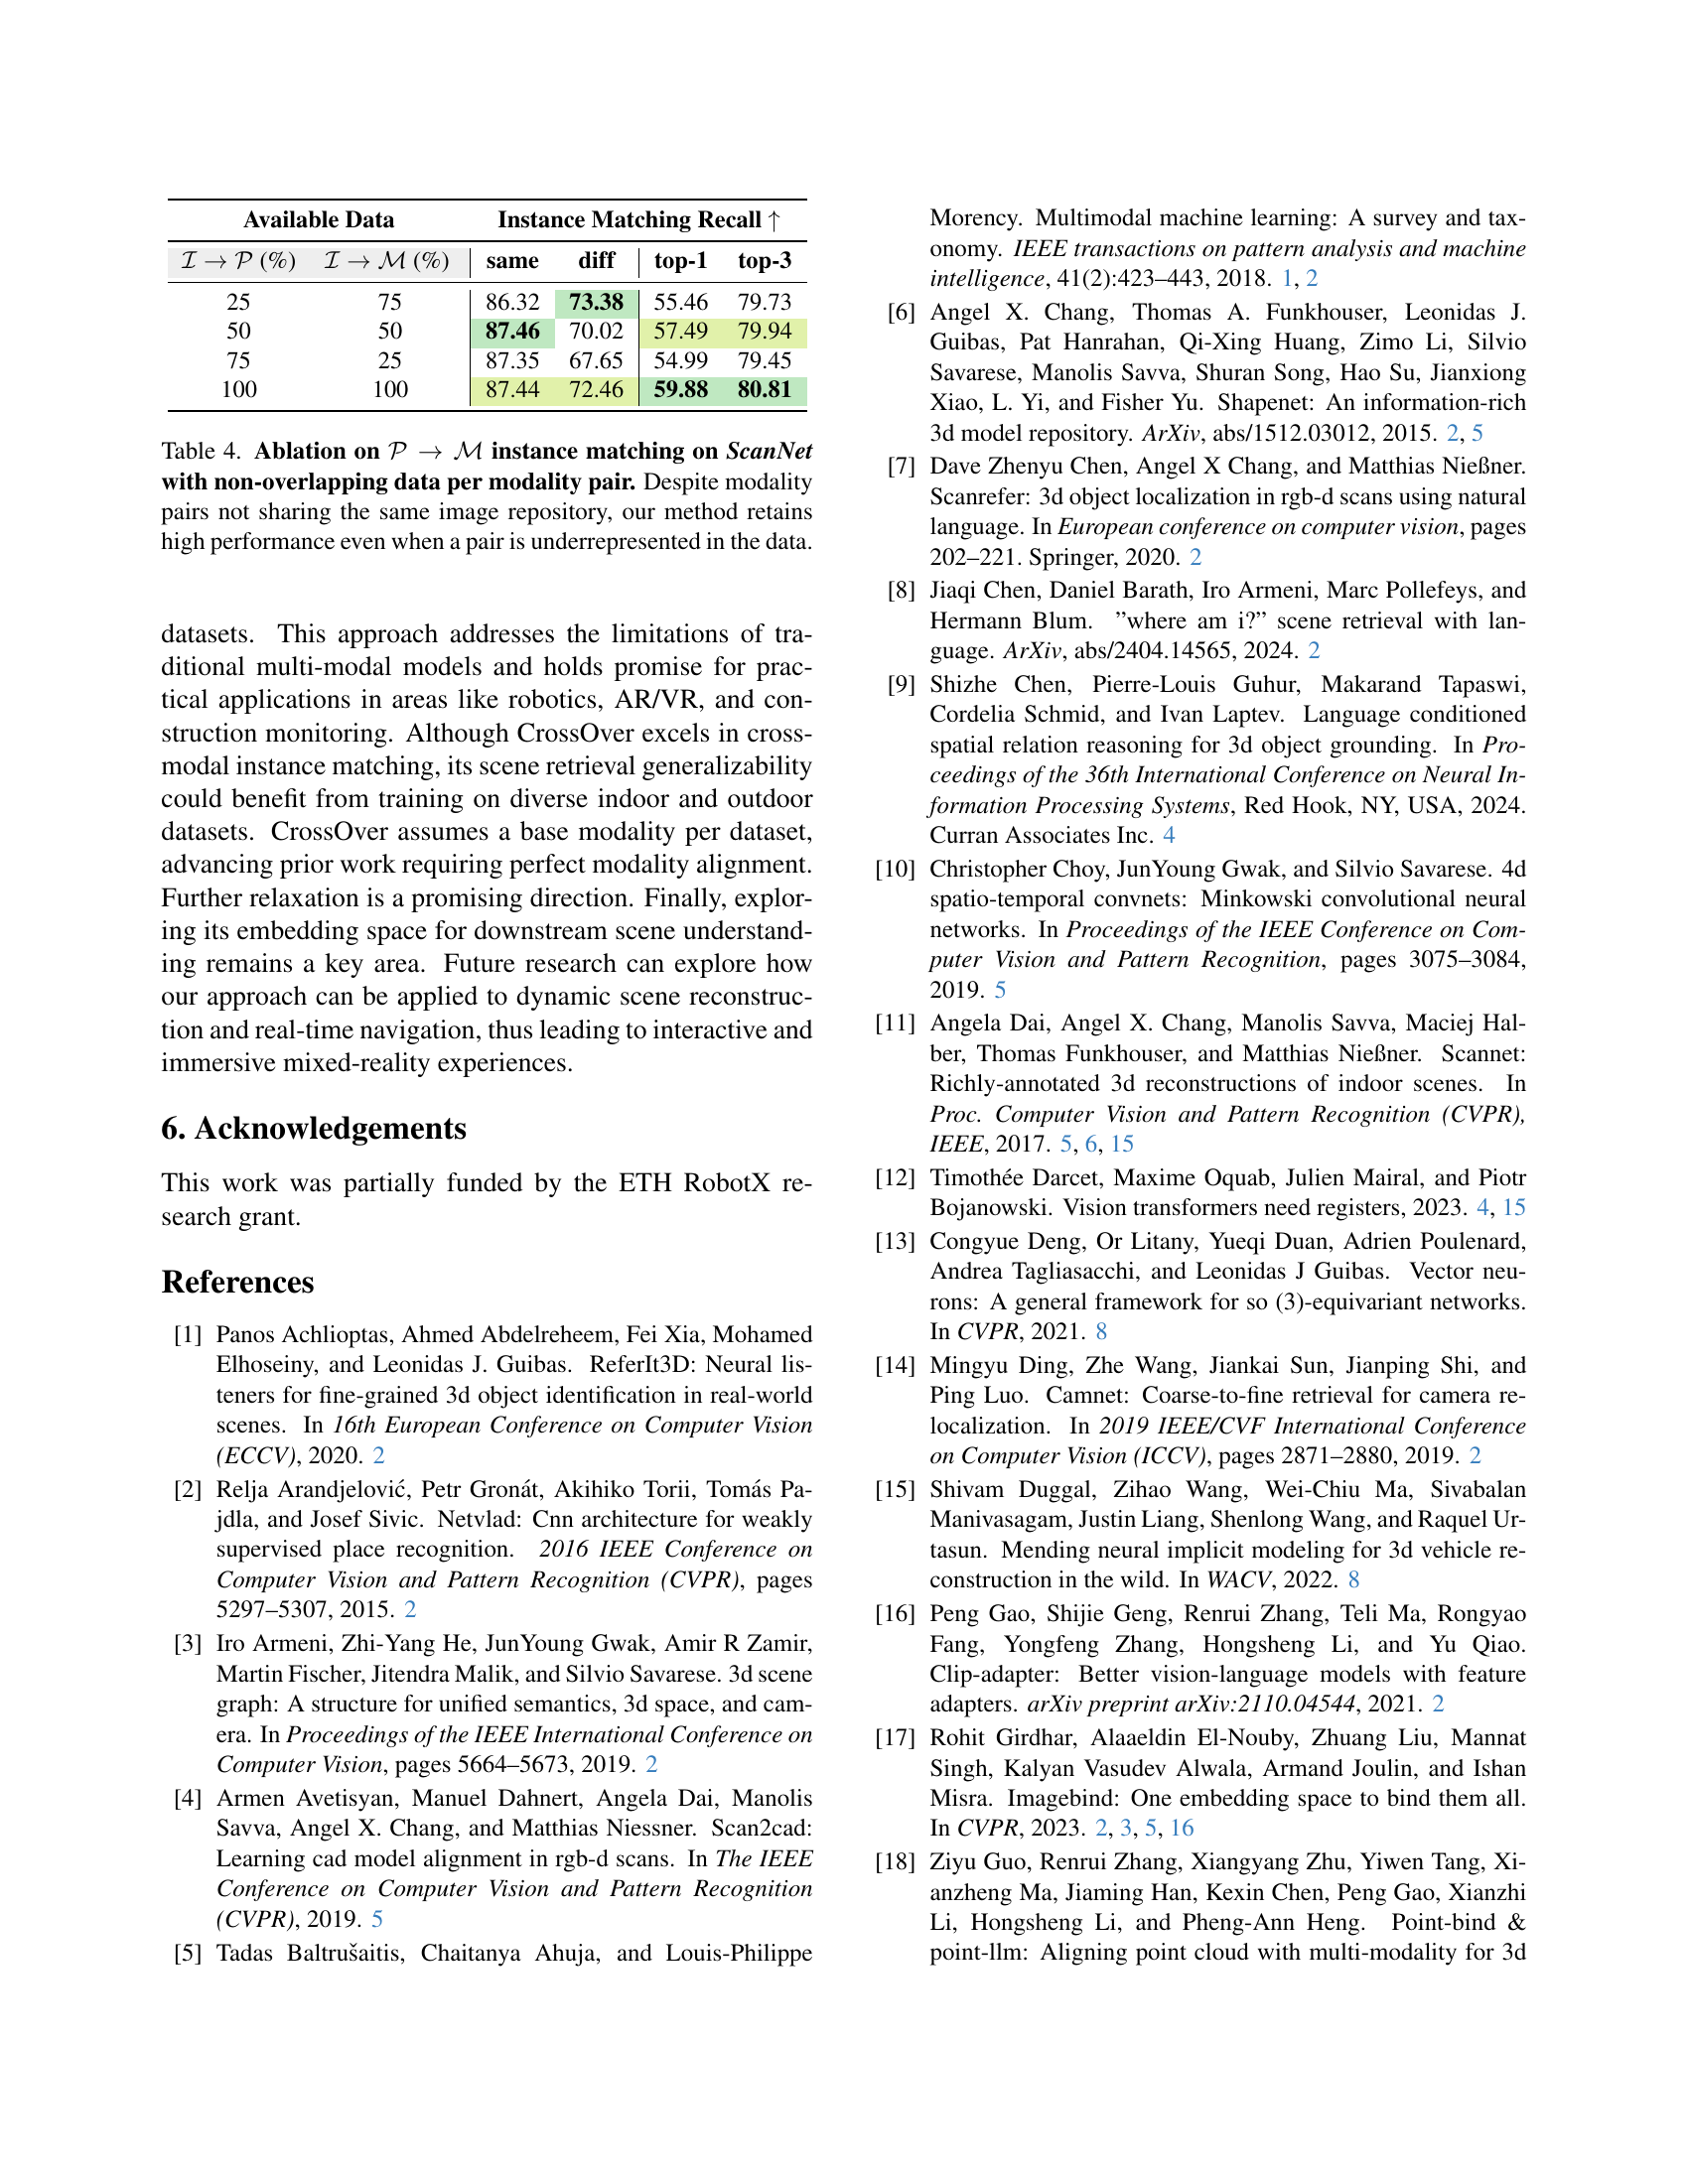 Available Data Instance Matching Recall ↑
I → P (%) I → M (%) same diff top-1 top-3
25 75 86.32 73.38 55.46 79.73
50 50 87.46 70.02 57.49 79.94
75 25 87.35 67.65 54.99 79.45
100 100 87.44 72.46 59.88 80.81
Table 4. Ablation on P → M instance matching on ScanNet
with non-overlapping data per modality pair. Despite modality
pairs not sharing the same image repository, our method retains
high performance even when a pair is underrepresented in the data.
datasets. This approach addresses the limitations of tra-
ditional multi-modal models and holds promise for prac-
tical applications in areas like robotics, AR/VR, and con-
struction monitoring. Although CrossOver excels in cross-
modal instance matching, its scene retrieval generalizability
could benefit from training on diverse indoor and outdoor
datasets. CrossOver assumes a base modality per dataset,
advancing prior work requiring perfect modality alignment.
Further relaxation is a promising direction. Finally, explor-
ing its embedding space for downstream scene understand-
ing remains a key area. Future research can explore how
our approach can be applied to dynamic scene reconstruc-
tion and real-time navigation, thus leading to interactive and
immersive mixed-reality experiences.
6. Acknowledgements
This work was partially funded by the ETH RobotX re-
search grant.
References
[1] Panos Achlioptas, Ahmed Abdelreheem, Fei Xia, Mohamed
Elhoseiny, and Leonidas J. Guibas. ReferIt3D: Neural lis-
teners for fine-grained 3d object identification in real-world
scenes. In 16th European Conference on Computer Vision
(ECCV), 2020. 2
[2] Relja Arandjelović, Petr Gronát, Akihiko Torii, Tomás Pa-
jdla, and Josef Sivic. Netvlad: Cnn architecture for weakly
supervised place recognition. 2016 IEEE Conference on
Computer Vision and Pattern Recognition (CVPR), pages
5297–5307, 2015. 2
[3] Iro Armeni, Zhi-Yang He, JunYoung Gwak, Amir R Zamir,
Martin Fischer, Jitendra Malik, and Silvio Savarese. 3d scene
graph: A structure for unified semantics, 3d space, and cam-
era. In Proceedings of the IEEE International Conference on
Computer Vision, pages 5664–5673, 2019. 2
[4] Armen Avetisyan, Manuel Dahnert, Angela Dai, Manolis
Savva, Angel X. Chang, and Matthias Niessner. Scan2cad:
Learning cad model alignment in rgb-d scans. In The IEEE
Conference on Computer Vision and Pattern Recognition
(CVPR), 2019. 5
[5] Tadas Baltrušaitis, Chaitanya Ahuja, and Louis-Philippe
Morency. Multimodal machine learning: A survey and tax-
onomy. IEEE transactions on pattern analysis and machine
intelligence, 41(2):423–443, 2018. 1, 2
[6] Angel X. Chang, Thomas A. Funkhouser, Leonidas J.
Guibas, Pat Hanrahan, Qi-Xing Huang, Zimo Li, Silvio
Savarese, Manolis Savva, Shuran Song, Hao Su, Jianxiong
Xiao, L. Yi, and Fisher Yu. Shapenet: An information-rich
3d model repository. ArXiv, abs/1512.03012, 2015. 2, 5
[7] Dave Zhenyu Chen, Angel X Chang, and Matthias Nießner.
Scanrefer: 3d object localization in rgb-d scans using natural
language. In European conference on computer vision, pages
202–221. Springer, 2020. 2
[8] Jiaqi Chen, Daniel Barath, Iro Armeni, Marc Pollefeys, and
Hermann Blum. ”where am i?” scene retrieval with lan-
guage. ArXiv, abs/2404.14565, 2024. 2
[9] Shizhe Chen, Pierre-Louis Guhur, Makarand Tapaswi,
Cordelia Schmid, and Ivan Laptev. Language conditioned
spatial relation reasoning for 3d object grounding. In Pro-
ceedings of the 36th International Conference on Neural In-
formation Processing Systems, Red Hook, NY, USA, 2024.
Curran Associates Inc. 4
[10] Christopher Choy, JunYoung Gwak, and Silvio Savarese. 4d
spatio-temporal convnets: Minkowski convolutional neural
networks. In Proceedings of the IEEE Conference on Com-
puter Vision and Pattern Recognition, pages 3075–3084,
2019. 5
[11] Angela Dai, Angel X. Chang, Manolis Savva, Maciej Hal-
ber, Thomas Funkhouser, and Matthias Nießner. Scannet:
Richly-annotated 3d reconstructions of indoor scenes. In
Proc. Computer Vision and Pattern Recognition (CVPR),
IEEE, 2017. 5, 6, 15
[12] Timothée Darcet, Maxime Oquab, Julien Mairal, and Piotr
Bojanowski. Vision transformers need registers, 2023. 4, 15
[13] Congyue Deng, Or Litany, Yueqi Duan, Adrien Poulenard,
Andrea Tagliasacchi, and Leonidas J Guibas. Vector neu-
rons: A general framework for so (3)-equivariant networks.
In CVPR, 2021. 8
[14] Mingyu Ding, Zhe Wang, Jiankai Sun, Jianping Shi, and
Ping Luo. Camnet: Coarse-to-fine retrieval for camera re-
localization. In 2019 IEEE/CVF International Conference
on Computer Vision (ICCV), pages 2871–2880, 2019. 2
[15] Shivam Duggal, Zihao Wang, Wei-Chiu Ma, Sivabalan
Manivasagam, Justin Liang, Shenlong Wang, and Raquel Ur-
tasun. Mending neural implicit modeling for 3d vehicle re-
construction in the wild. In WACV, 2022. 8
[16] Peng Gao, Shijie Geng, Renrui Zhang, Teli Ma, Rongyao
Fang, Yongfeng Zhang, Hongsheng Li, and Yu Qiao.
Clip-adapter: Better vision-language models with feature
adapters. arXiv preprint arXiv:2110.04544, 2021. 2
[17] Rohit Girdhar, Alaaeldin El-Nouby, Zhuang Liu, Mannat
Singh, Kalyan Vasudev Alwala, Armand Joulin, and Ishan
Misra. Imagebind: One embedding space to bind them all.
In CVPR, 2023. 2, 3, 5, 16
[18] Ziyu Guo, Renrui Zhang, Xiangyang Zhu, Yiwen Tang, Xi-
anzheng Ma, Jiaming Han, Kexin Chen, Peng Gao, Xianzhi
Li, Hongsheng Li, and Pheng-Ann Heng. Point-bind &
point-llm: Aligning point cloud with multi-modality for 3d